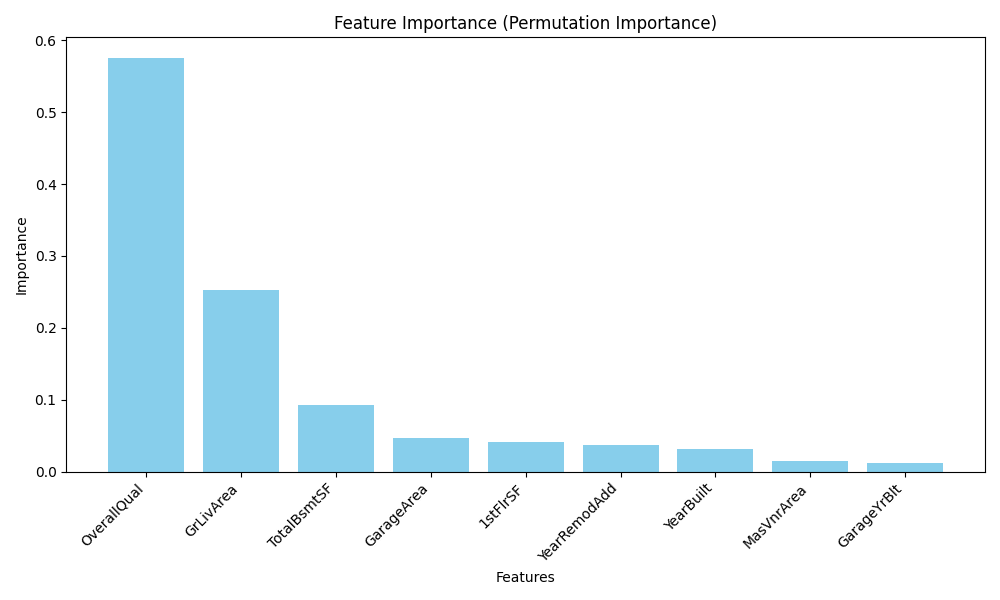 Feature Importance (Permutation Importance)
Importance
0.6
0.5
0.4
0.3
0.2
0.1
0.0
OverallQual
GrLivArea
TotalBsmtSF
GarageArea
1stFlrSF
YearRemodAdd
YearBuilt
MasVnrArea
GarageYrBlt
Features